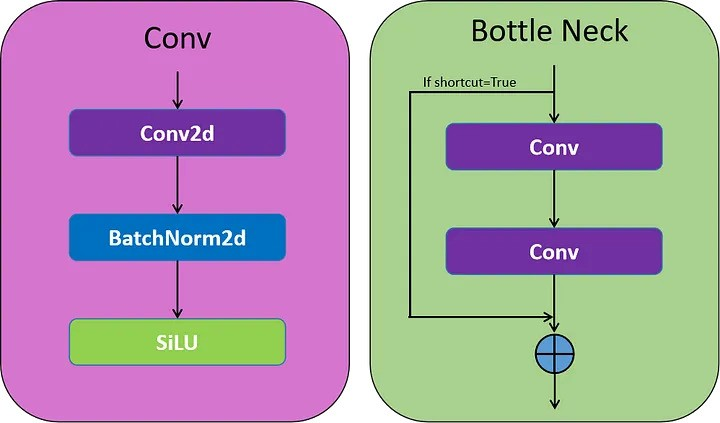 Conv
Conv2d
BatchNorm2d
SiLU
Bottle Neck
If shortcut=True
Conv
Conv